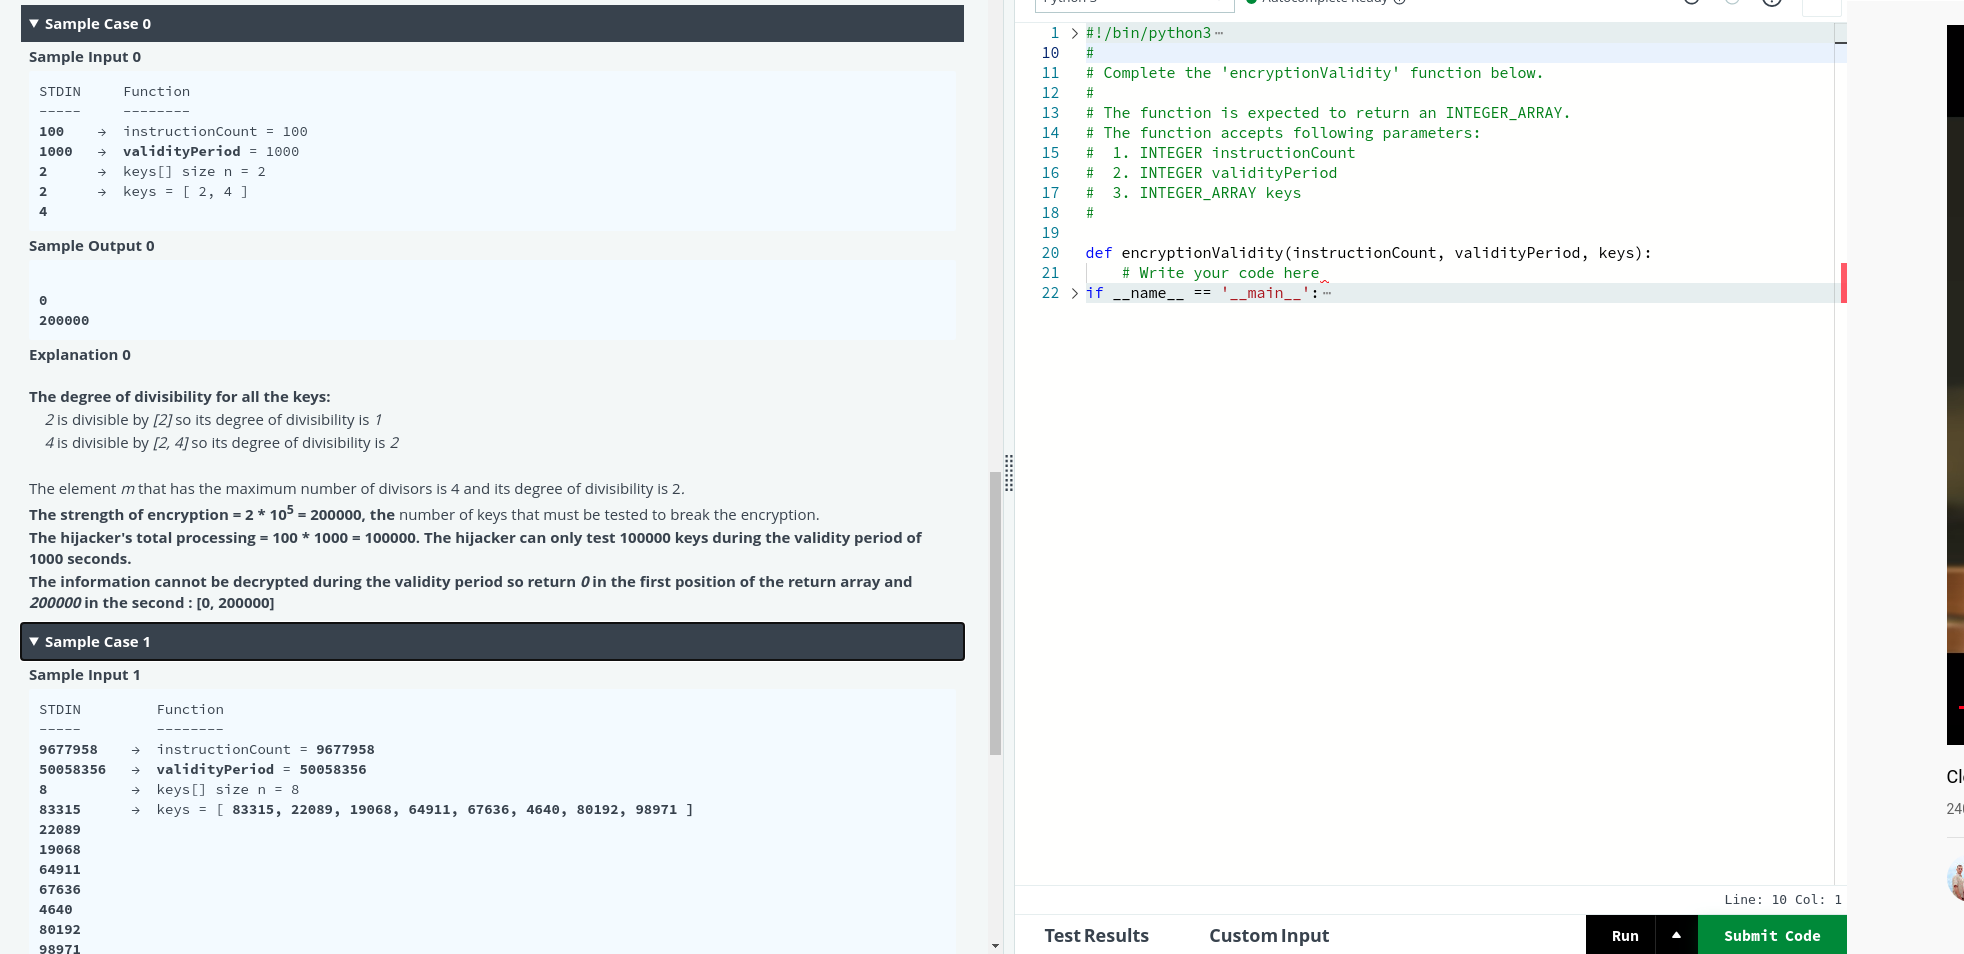 ▼ Sample Case 0
Sample Input 0
STDIN Function
----- --------
100 → instructionCount = 100
1000 → validityPeriod = 1000
2 → keys[] size n = 2
2 → keys = [ 2, 4 ]
4
Sample Output 0
0
200000
Explanation 0
The degree of divisibility for all the keys:
2 is divisible by [2] so its degree of divisibility is 1
4 is divisible by [2, 4] so its degree of divisibility is 2
The element m that has the maximum number of divisors is 4 and its degree of divisibility is 2.
The strength of encryption = 2 * 10⁵ = 200000, the number of keys that must be tested to break the encryption.
The hijacker's total processing = 100 * 1000 = 100000. The hijacker can only test 100000 keys during the validity period of
1000 seconds.
The information cannot be decrypted during the validity period so return 0 in the first position of the return array and
200000 in the second : [0, 200000]
▼ Sample Case 1
Sample Input 1
STDIN Function
----- --------
9677958 → instructionCount = 9677958
50058356 → validityPeriod = 50058356
8 → keys[] size n = 8
83315 → keys = [ 83315, 22089, 19068, 64911, 67636, 4640, 80192, 98971 ]
22089
19068
64911
67636
4640
80192
98971
1 #!/bin/python3
10 #
11 # Complete the 'encryptionValidity' function below.
12 #
13 # The function is expected to return an INTEGER_ARRAY.
14 # The function accepts following parameters:
15 #  1. INTEGER instructionCount
16 #  2. INTEGER validityPeriod
17 #  3. INTEGER_ARRAY keys
18 #
19
20 def encryptionValidity(instructionCount, validityPeriod, keys):
21     # Write your code here
22 if __name__ == '__main__':
Line: 10 Col: 1
Test Results Custom Input Run Submit Code